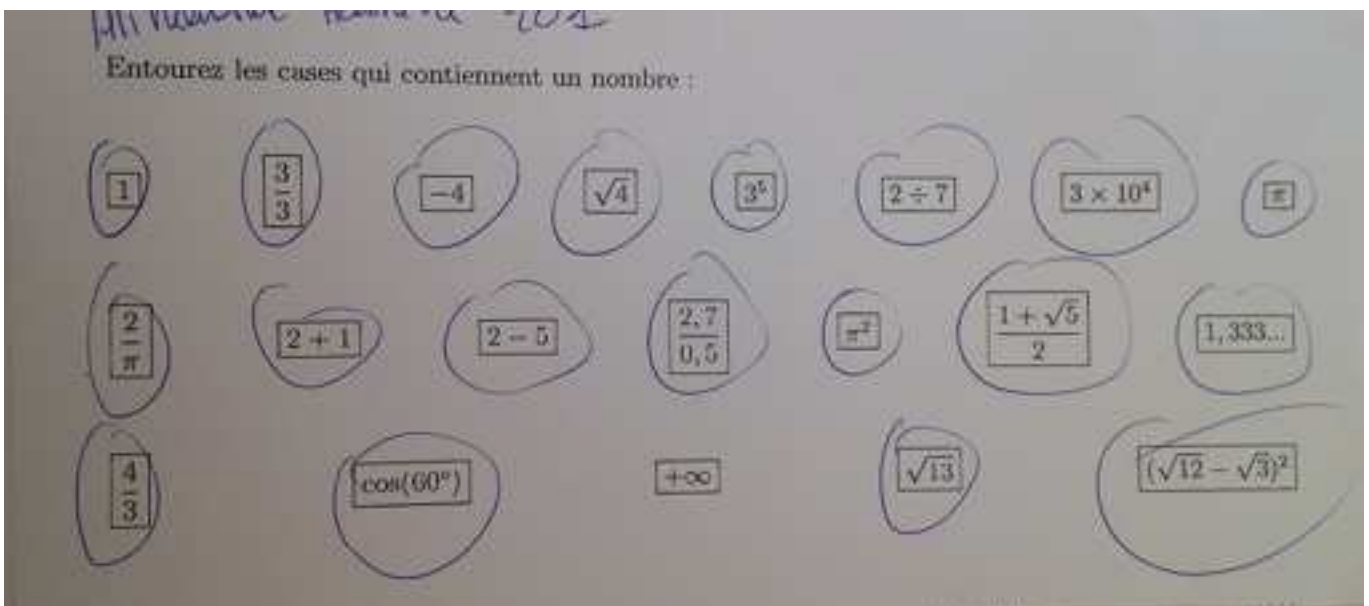 Entourez les cases qui contiennent un nombre :
1 3/3 −4 √4 3⁵ 2 ÷ 7 3 × 10⁴ π
2/π 2 + 1 2 − 5 2,7/0,5 π² (1 + √5)/2 1,333...
4/3 cos(60°) +∞ √13 (√12 − √3)²